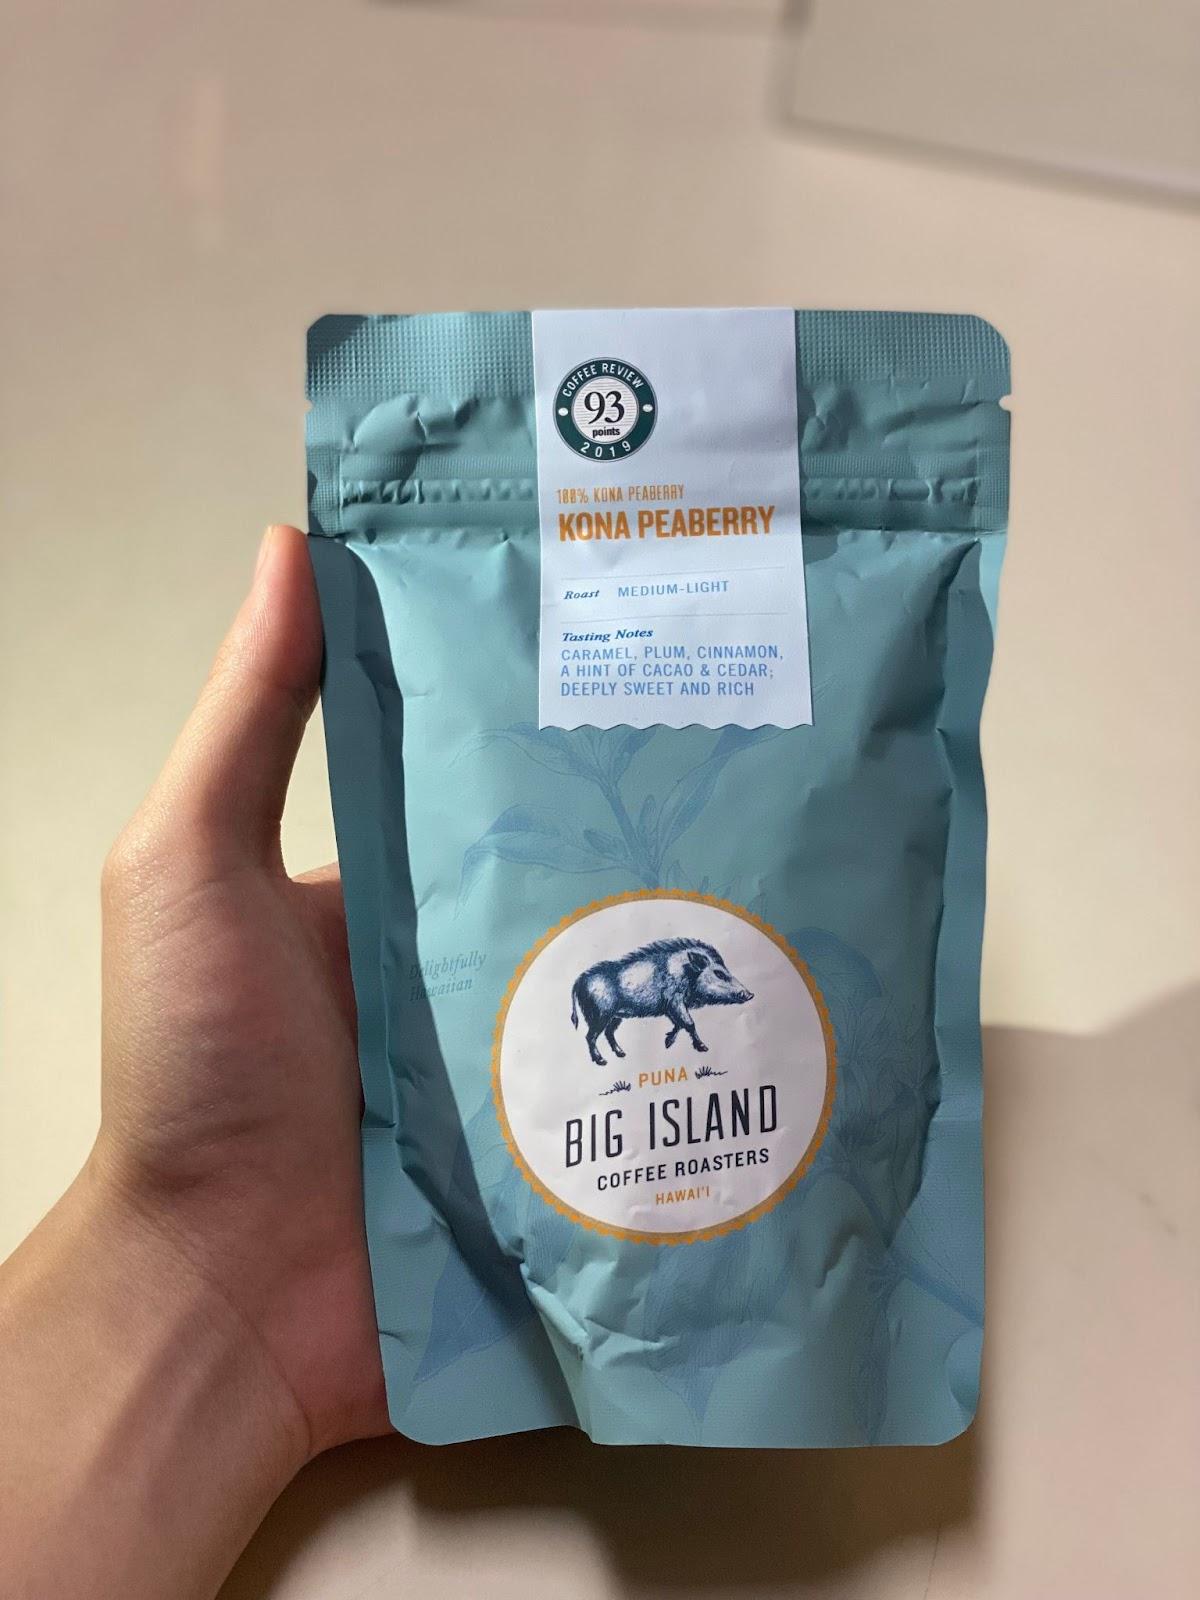 COFFEE REVIEW
93
points
2019
100% KONA PEABERRY
KONA PEABERRY
Roast MEDIUM-LIGHT
Tasting Notes
CARAMEL, PLUM, CINNAMON,
A HINT OF CACAO & CEDAR;
DEEPLY SWEET AND RICH
Delightfully
Hawaiian
PUNA
BIG ISLAND
COFFEE ROASTERS
HAWAI'I